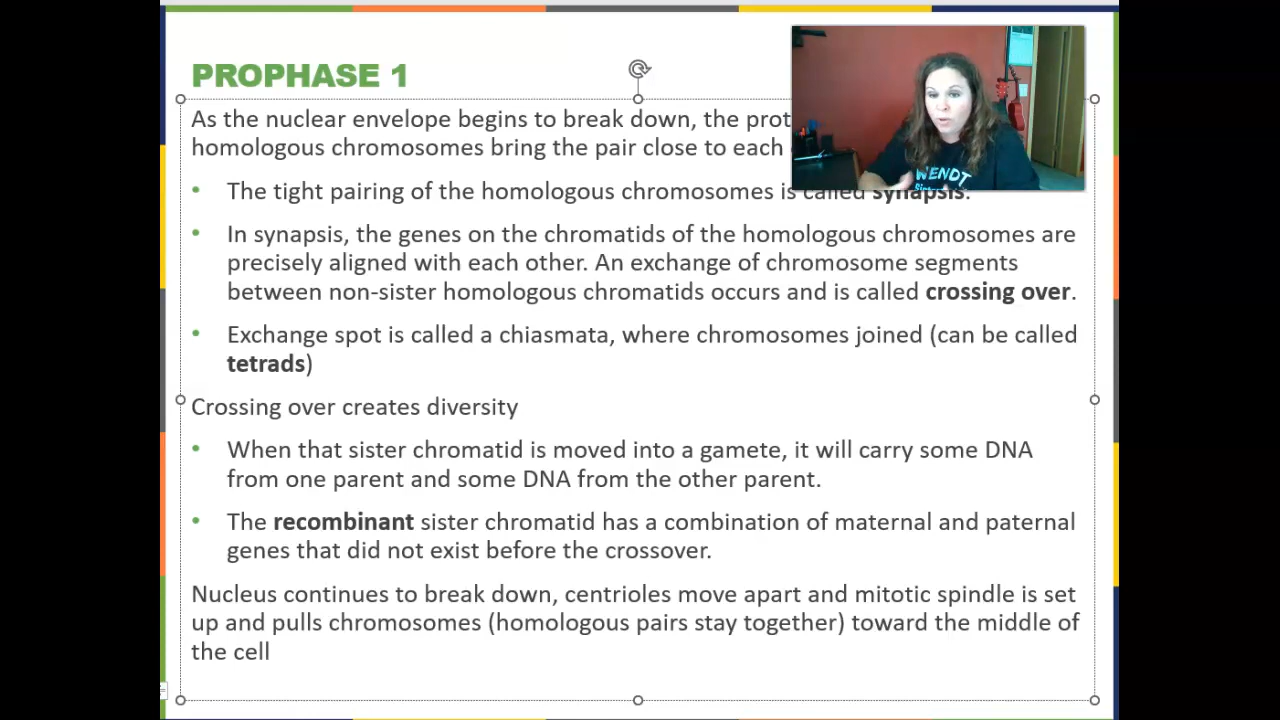 PROPHASE 1
As the nuclear envelope begins to break down, the
homologous chromosomes bring the pair close to each
• The tight pairing of the homologous chromosomes is called synapsis.
• In synapsis, the genes on the chromatids of the homologous chromosomes are
precisely aligned with each other. An exchange of chromosome segments
between non-sister homologous chromatids occurs and is called crossing over.
• Exchange spot is called a chiasmata, where chromosomes joined (can be called
tetrads)
Crossing over creates diversity
• When that sister chromatid is moved into a gamete, it will carry some DNA
from one parent and some DNA from the other parent.
• The recombinant sister chromatid has a combination of maternal and paternal
genes that did not exist before the crossover.
Nucleus continues to break down, centrioles move apart and mitotic spindle is set
up and pulls chromosomes (homologous pairs stay together) toward the middle of
the cell
WENDT